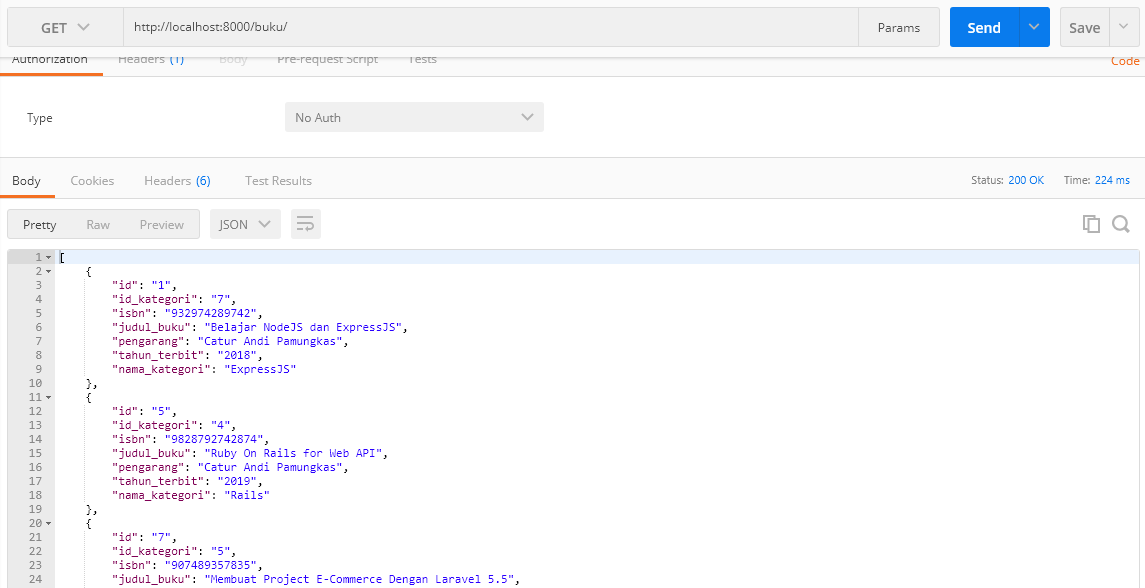 GET http://localhost:8000/buku/ Params Send Save
Authorization Headers (1) Body Pre-request Script Tests Code
Type No Auth
Body Cookies Headers (6) Test Results Status: 200 OK Time: 224 ms
Pretty Raw Preview JSON
1 [
2 {
3 "id": "1",
4 "id_kategori": "7",
5 "isbn": "932974289742",
6 "judul_buku": "Belajar NodeJS dan ExpressJS",
7 "pengarang": "Catur Andi Pamungkas",
8 "tahun_terbit": "2018",
9 "nama_kategori": "ExpressJS"
10 },
11 {
12 "id": "5",
13 "id_kategori": "4",
14 "isbn": "9828792742874",
15 "judul_buku": "Ruby On Rails for Web API",
16 "pengarang": "Catur Andi Pamungkas",
17 "tahun_terbit": "2019",
18 "nama_kategori": "Rails"
19 },
20 {
21 "id": "7",
22 "id_kategori": "5",
23 "isbn": "907489357835",
24 "judul_buku": "Membuat Project E-Commerce Dengan Laravel 5.5",